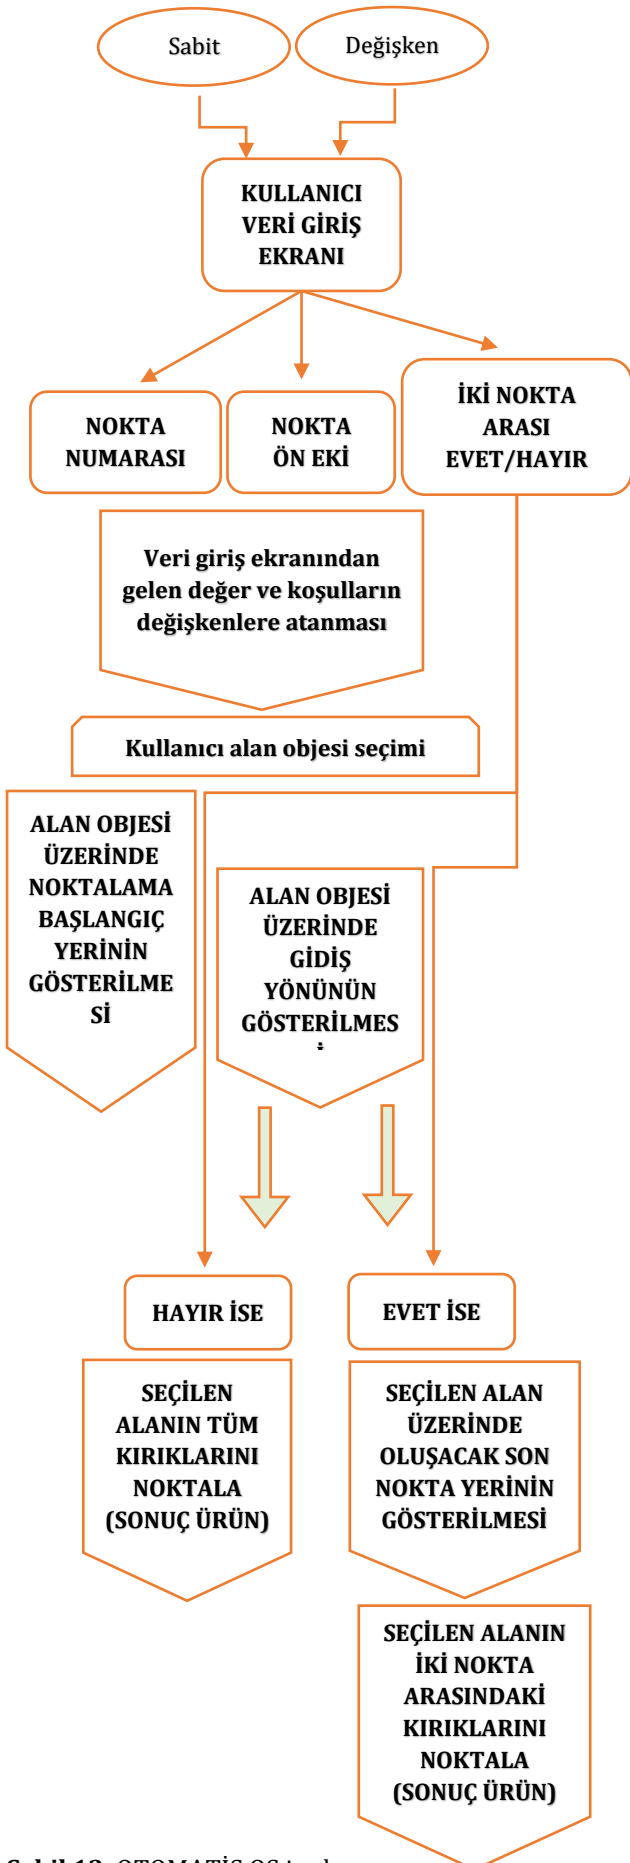 Sabit
Değişken
KULLANICI
VERİ GİRİŞ
EKRANI
NOKTA
NUMARASI
NOKTA
ÖN EKİ
İKİ NOKTA
ARASI
EVET/HAYIR
Veri giriş ekranından
gelen değer ve koşulların
değişkenlere atanması
Kullanıcı alan objesi seçimi
ALAN OBJESİ
ÜZERİNDE
NOKTALAMA
BAŞLANGIÇ
YERİNİN
GÖSTERİLME
Sİ
ALAN OBJESİ
ÜZERİNDE
GİDİŞ
YÖNÜNÜN
GÖSTERİLMES
HAYIR İSE
EVET İSE
SEÇİLEN
ALANIN TÜM
KIRIKLARINI
NOKTALA
(SONUÇ ÜRÜN)
SEÇİLEN ALAN
ÜZERİNDE
OLUŞACAK SON
NOKTA YERİNİN
GÖSTERİLMESİ
SEÇİLEN ALANIN
İKİ NOKTA
ARASINDAKİ
KIRIKLARINI
NOKTALA
(SONUÇ ÜRÜN)